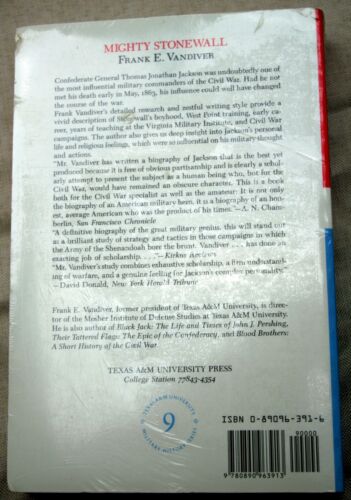 MIGHTY STONEWALL
FRANK E. VANDIVER
Confederate General Thomas Jonathan Jackson was undoubtedly one of
the most influential military commanders of the Civil War. Had he not
met his death early in May, 1863, his influence could well have changed
the course of the war.
Frank Vandiver's detailed research and zestful writing style provide a
vivid description of Stonewall's boyhood, West Point training, early ca-
reer, years of teaching at the Virginia Military Institute, and Civil War
campaigns. The author also gives us deep insight into Jackson's personal
life and religious feelings, which were so influential on his military thought
and actions.
"Mr. Vandiver has written a biography of Jackson that is the best yet
produced because it is free of obvious partisanship and is clearly a schol-
arly attempt to present the subject as a human being who, but for the
Civil War, would have remained an obscure character. This is a book
both for the Civil War specialist as well as the amateur. It is not only
the biography of an American military hero, it is a biography of an hon-
est, average American who was the product of his times." —A. N. Cham-
berlin, San Francisco Chronicle
"A definitive biography of the great military genius, this will stand out
as a brilliant study of strategy and tactics in those campaigns in which
the Army of the Shenandoah bore the brunt. Vandiver . . . has done an
exacting job of scholarship. . . ." —Kirkus Reviews
"Mr. Vandiver's study combines exhaustive scholarship, a firm understand-
ing of warfare, and a genuine feeling for Jackson's complex personality."
—David Donald, New York Herald Tribune
Frank E. Vandiver, former president of Texas A&M University, is direc-
tor of the Mosher Institute of Defense Studies at Texas A&M University.
He is also author of Black Jack: The Life and Times of John J. Pershing,
Their Tattered Flags: The Epic of the Confederacy, and Blood Brothers:
A Short History of the Civil War.
TEXAS A&M UNIVERSITY PRESS
College Station 77843-4354
TEXAS A&M UNIVERSITY
9
MILITARY HISTORY SERIES
ISBN 0-89096-391-6
90000
9 780890 963913